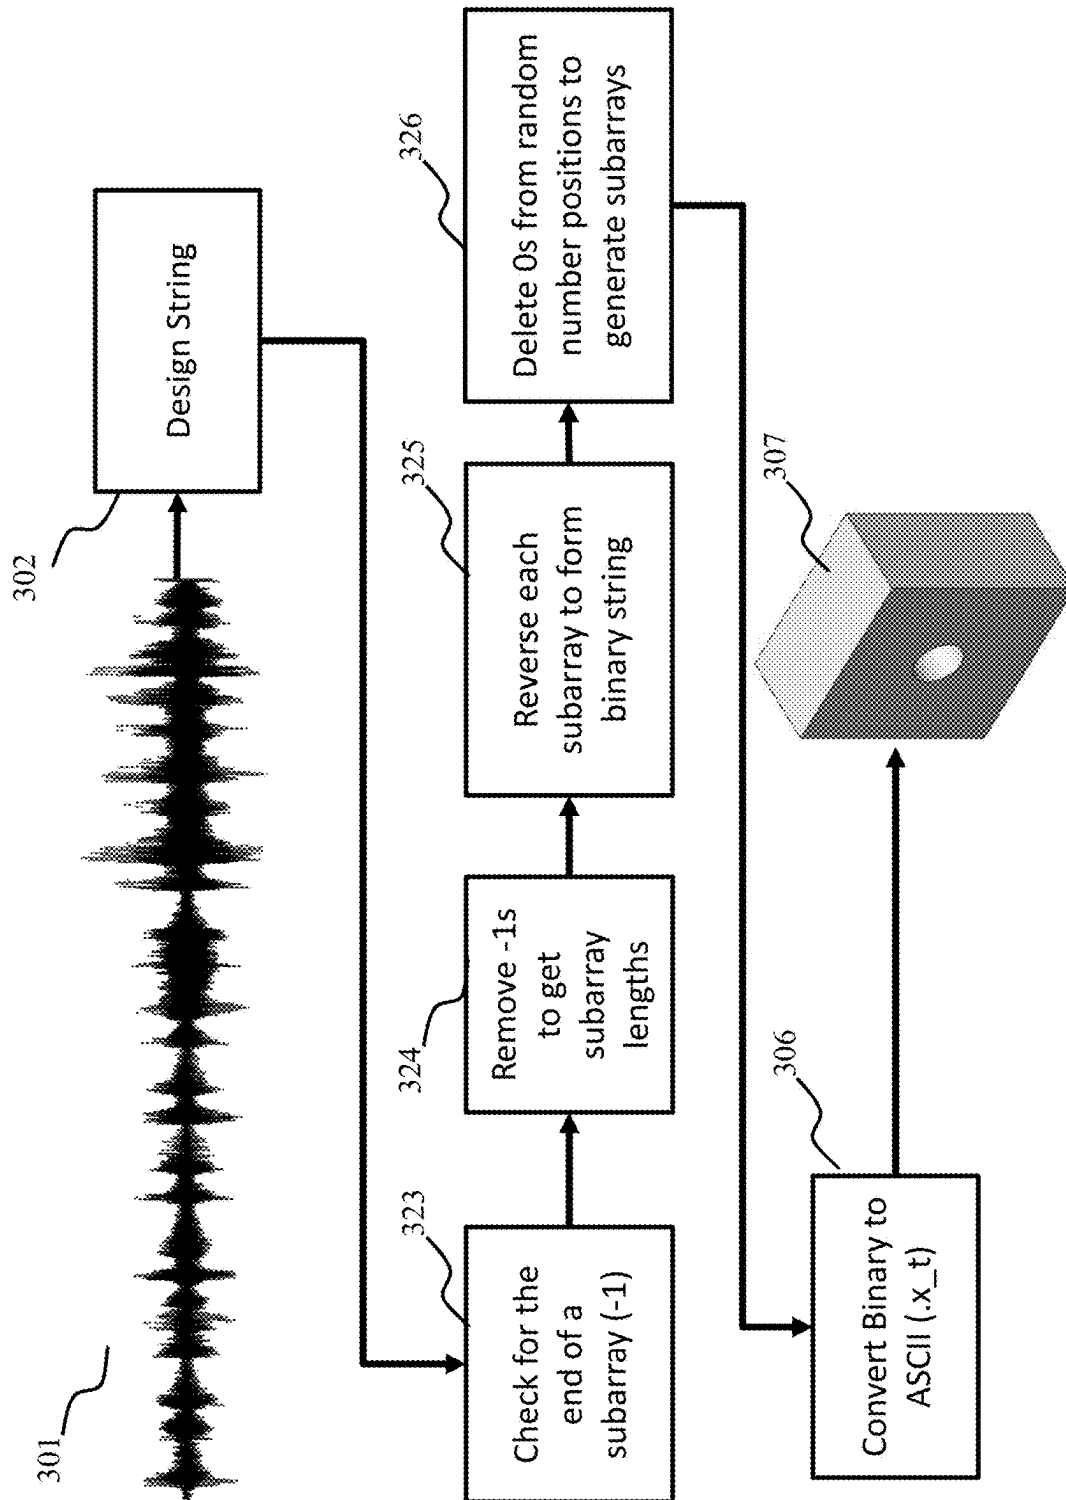 301
302
Design String
323
Check for the
end of a
subarray (-1)
324
Remove -1s
to get
subarray
lengths
325
Reverse each
subarray to form
binary string
326
Delete 0s from random
number positions to
generate subarrays
306
Convert Binary to
ASCII (.x_t)
307